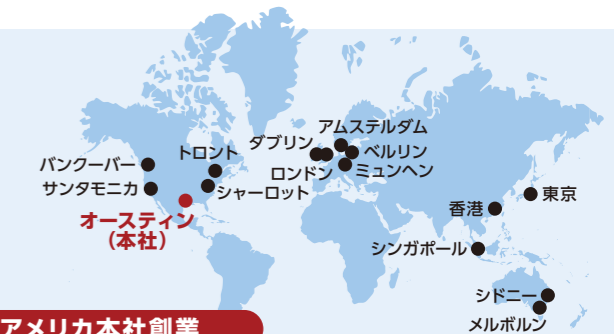 アムステルダム
ダブリン
ベルリン
トロント
バンクーバー
ロンドン
ミュンヘン
サンタモニカ
シャーロット
東京
香港
オースティン
(本社)
シンガポール
シドニー
メルボルン
アメリカ本社創業